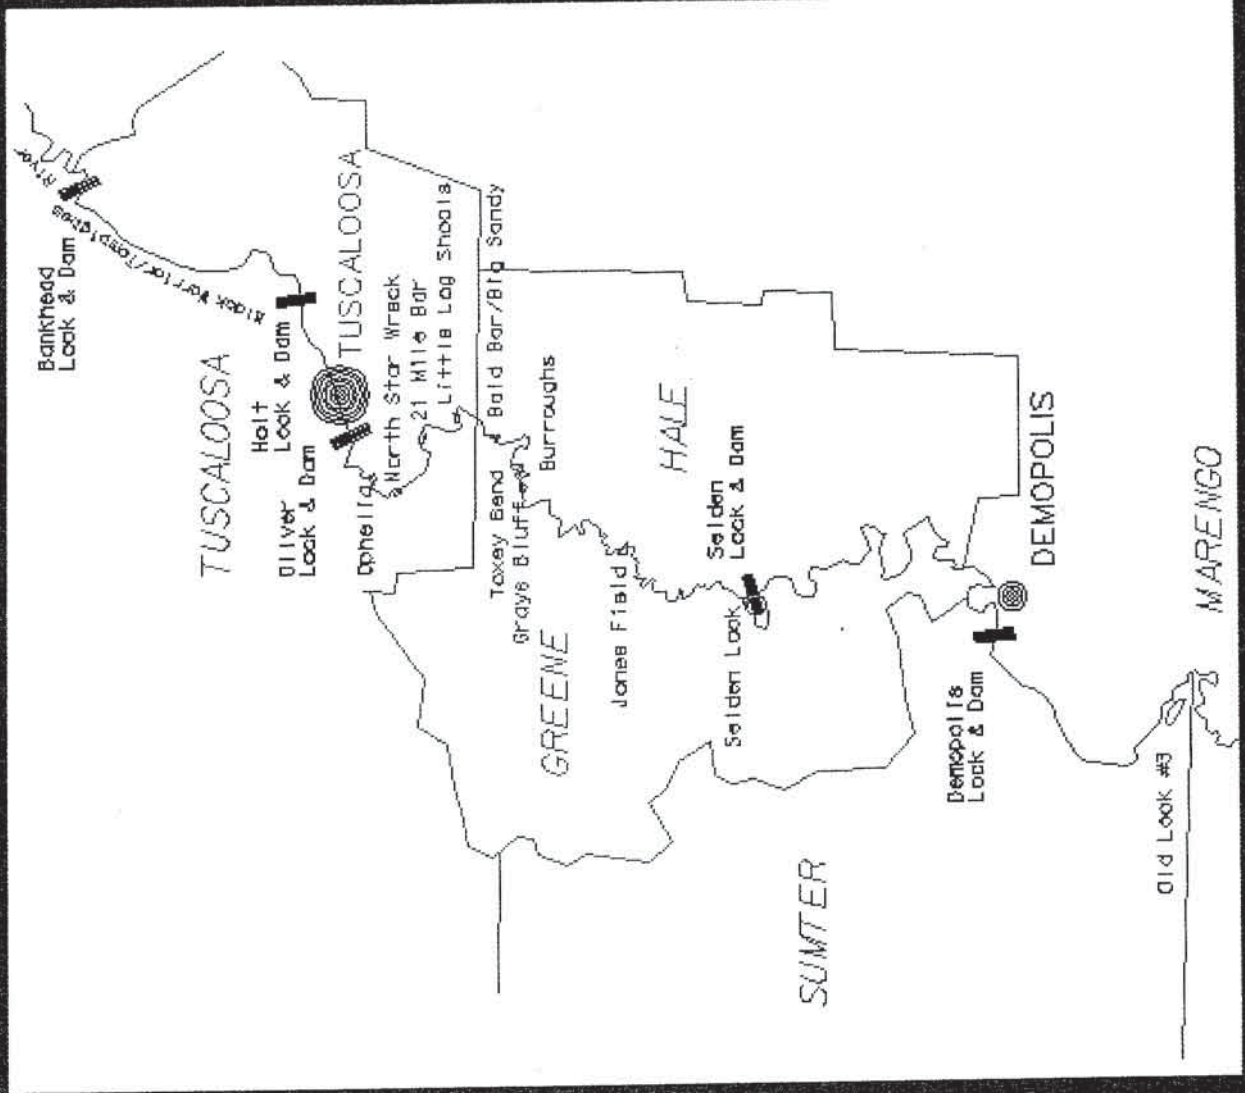 Bankhead
Lock & Dam
Black Warrior/Tombigbee River
TUSCALOOSA
Holt
Lock & Dam
Oliver
Lock & Dam
TUSCALOOSA
Ophelia
North Star Wreck
21 Mile Bar
Little Log Shoals
Bald Bar/Big Sandy
Toxey Bend
Grays Bluff
Burroughs
GREENE
Jones Field
HALE
Selden
Lock & Dam
Selden Lock
SUMTER
Demopolis
Lock & Dam
DEMOPOLIS
Old Lock #3
MARENGO